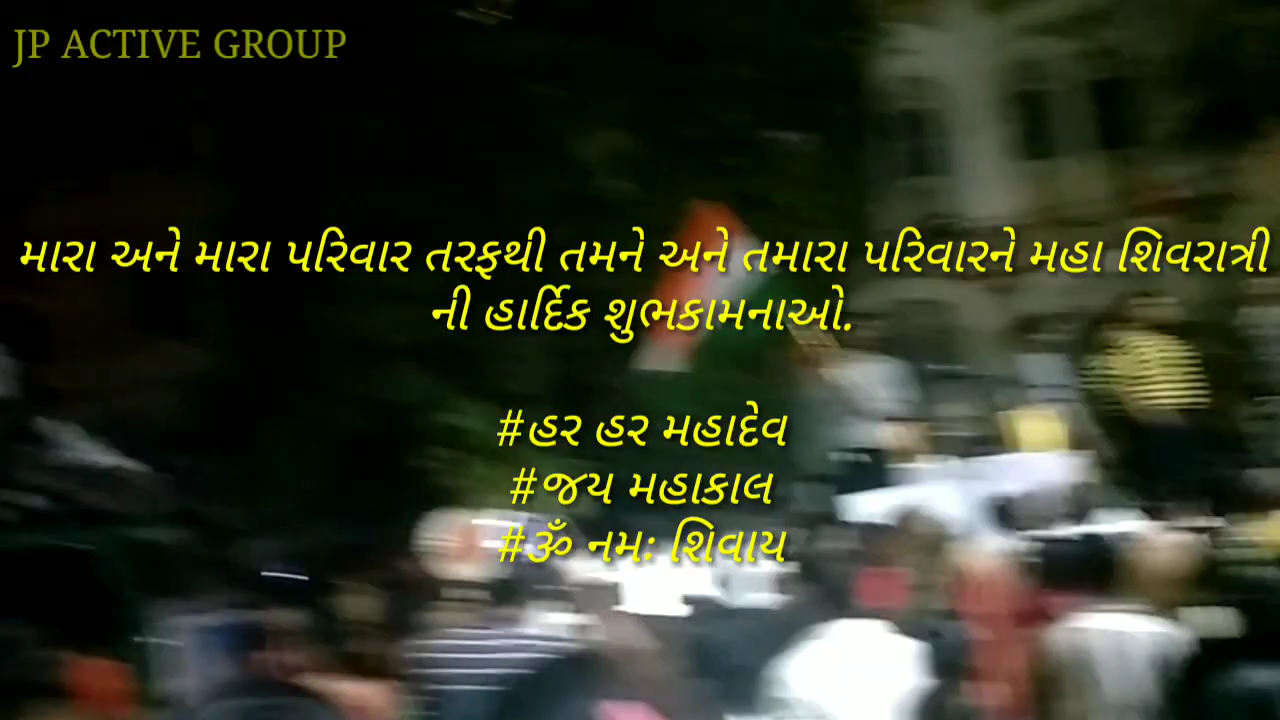 JP ACTIVE GROUP
મારા અને મારા પરિવાર તરફથી તમને અને તમારા પરિવારને મહા શિવરાત્રી
ની હાર્દિક શુભકામનાઓ.
#હર હર મહાદેવ
#જય મહાકાલ
#ૐ નમઃ શિવાય